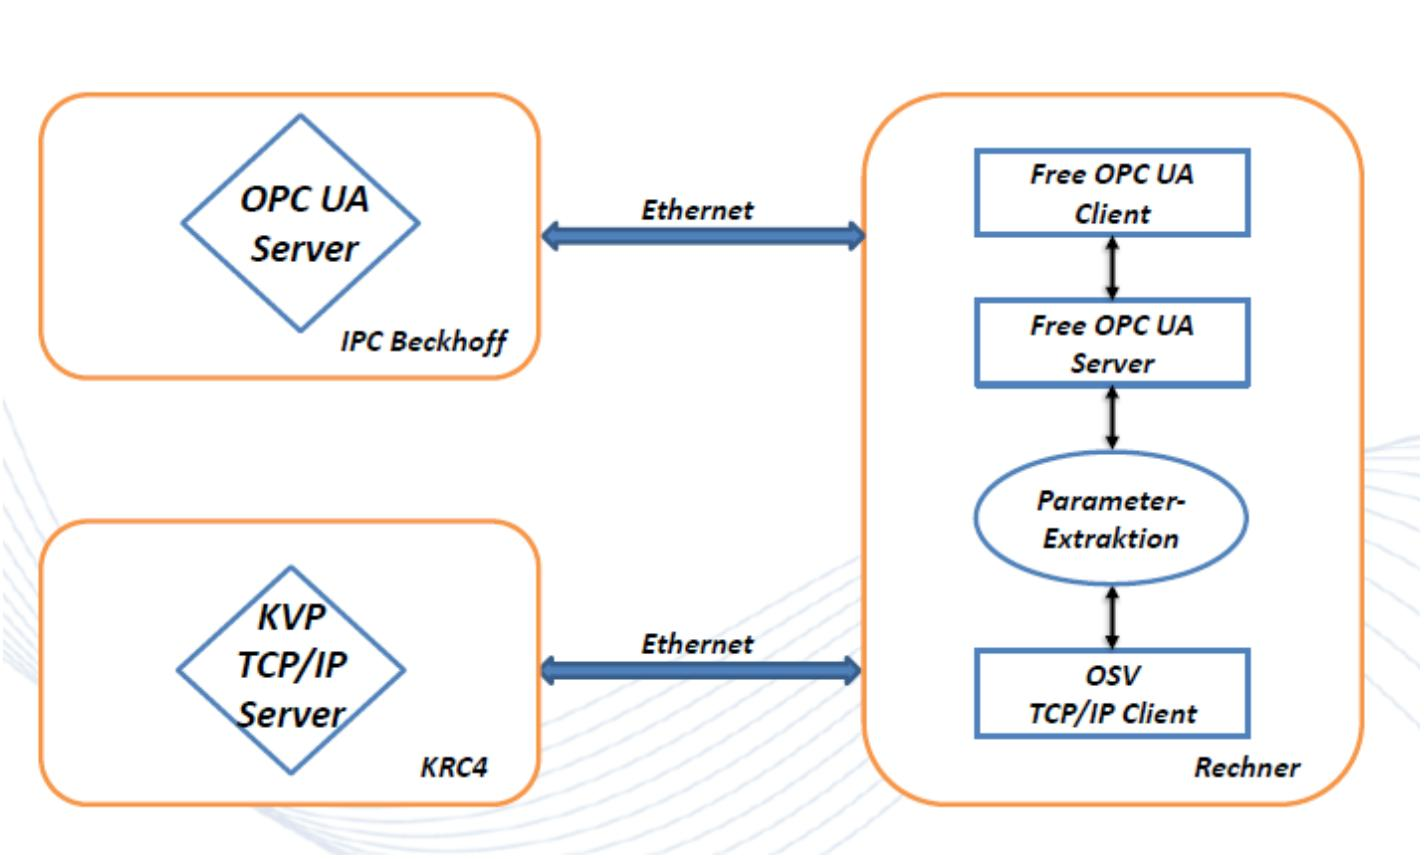 OPC UA
Server
IPC Beckhoff
Ethernet
Free OPC UA
Client
Free OPC UA
Server
Parameter-
Extraktion
OSV
TCP/IP Client
Rechner
KVP
TCP/IP
Server
KRC4
Ethernet